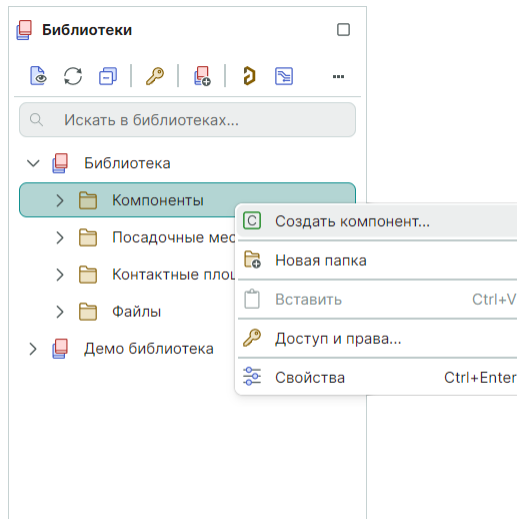 Библиотеки
Искать в библиотеках...
Библиотека
Компоненты
Создать компонент...
Посадочные мес
Новая папка
Контактные
Вставить Ctrl+V
Файлы
Доступ и права...
Демо библиотека
Свойства Ctrl+Enter